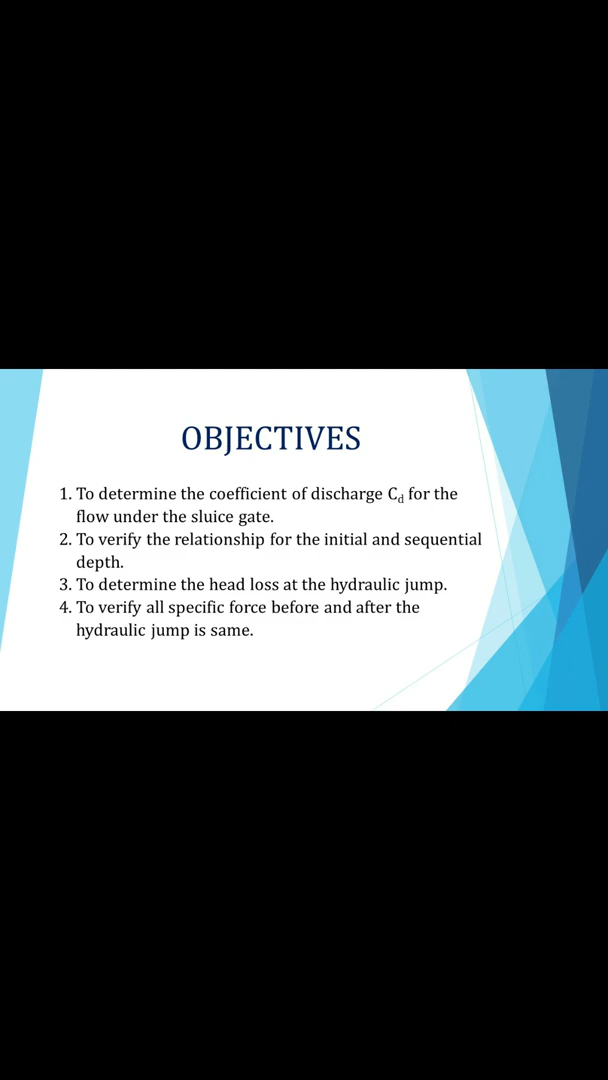 OBJECTIVES
1. To determine the coefficient of discharge Cd for the
flow under the sluice gate.
2. To verify the relationship for the initial and sequential
depth.
3. To determine the head loss at the hydraulic jump.
4. To verify all specific force before and after the
hydraulic jump is same.